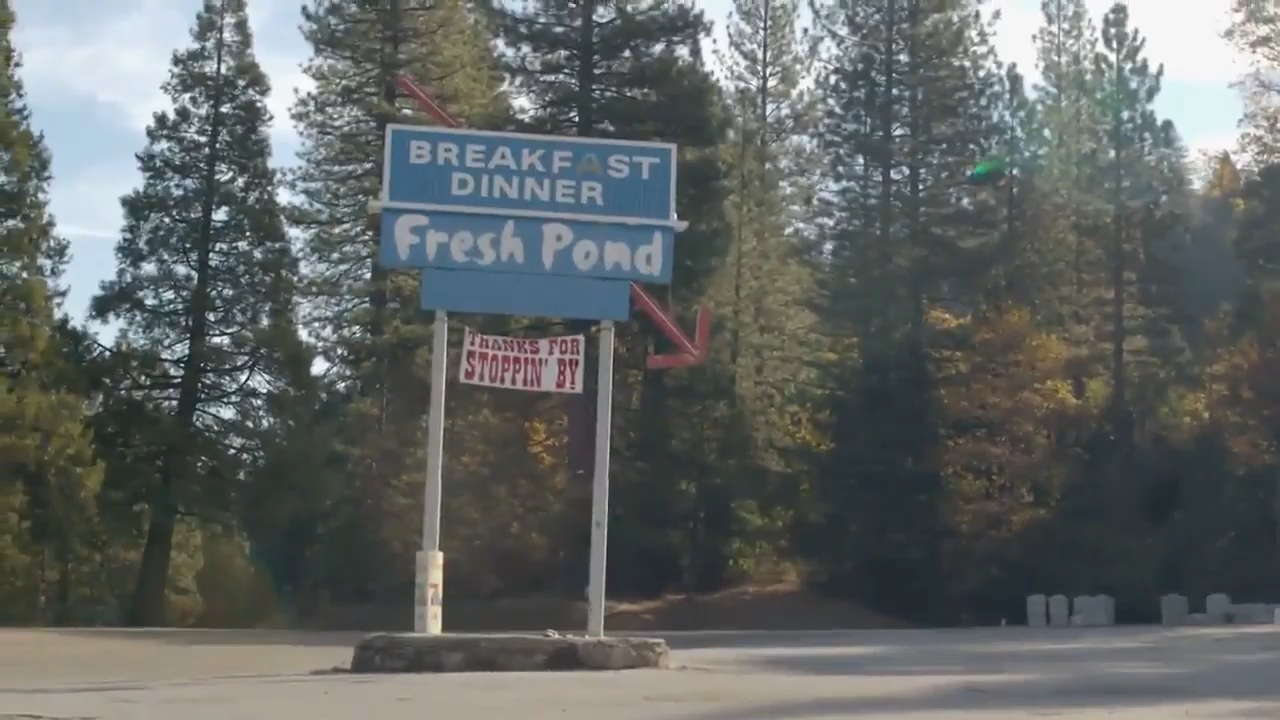 BREAKFAST
DINNER
Fresh Pond
THANKS FOR
STOPPIN' BY